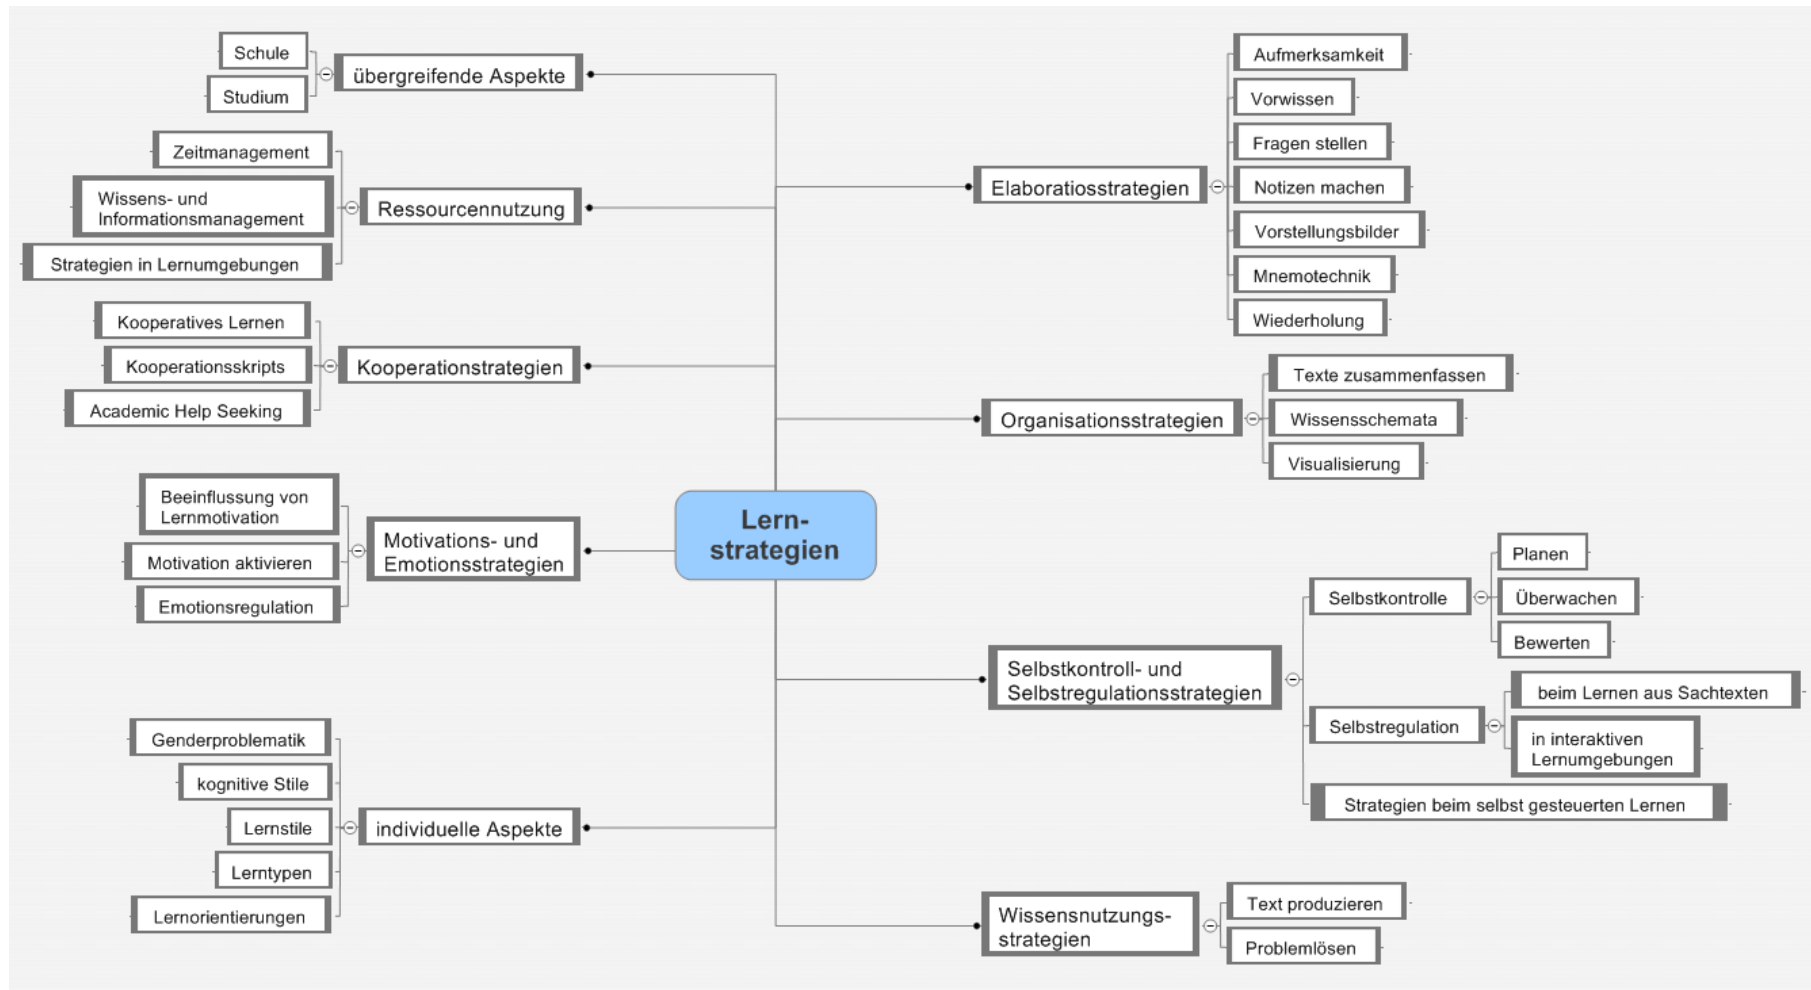 Schule
Studium
übergreifende Aspekte
Zeitmanagement
Wissens- und
Informationsmanagement
Strategien in Lernumgebungen
Ressourcennutzung
Kooperatives Lernen
Kooperationsskripts
Academic Help Seeking
Kooperationstrategien
Beeinflussung von
Lernmotivation
Motivation aktivieren
Emotionsregulation
Motivations- und
Emotionsstrategien
Genderproblematik
kognitive Stile
Lernstile
Lerntypen
Lernorientierungen
individuelle Aspekte
Lern-
strategien
Elaboratiosstrategien
Aufmerksamkeit
Vorwissen
Fragen stellen
Notizen machen
Vorstellungsbilder
Mnemotechnik
Wiederholung
Organisationsstrategien
Texte zusammenfassen
Wissensschemata
Visualisierung
Selbstkontroll- und
Selbstregulationsstrategien
Selbstkontrolle
Planen
Überwachen
Bewerten
Selbstregulation
beim Lernen aus Sachtexten
in interaktiven
Lernumgebungen
Strategien beim selbst gesteuerten Lernen
Wissensnutzungs-
strategien
Text produzieren
Problemlösen